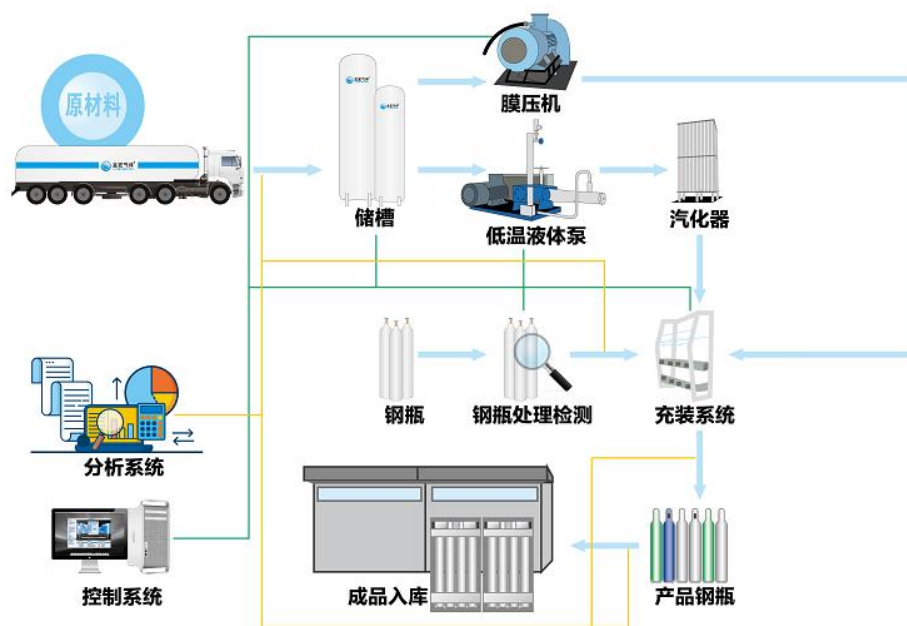 原材料
膜压机
储槽
低温液体泵
汽化器
钢瓶
钢瓶处理检测
充装系统
分析系统
控制系统
成品入库
产品钢瓶